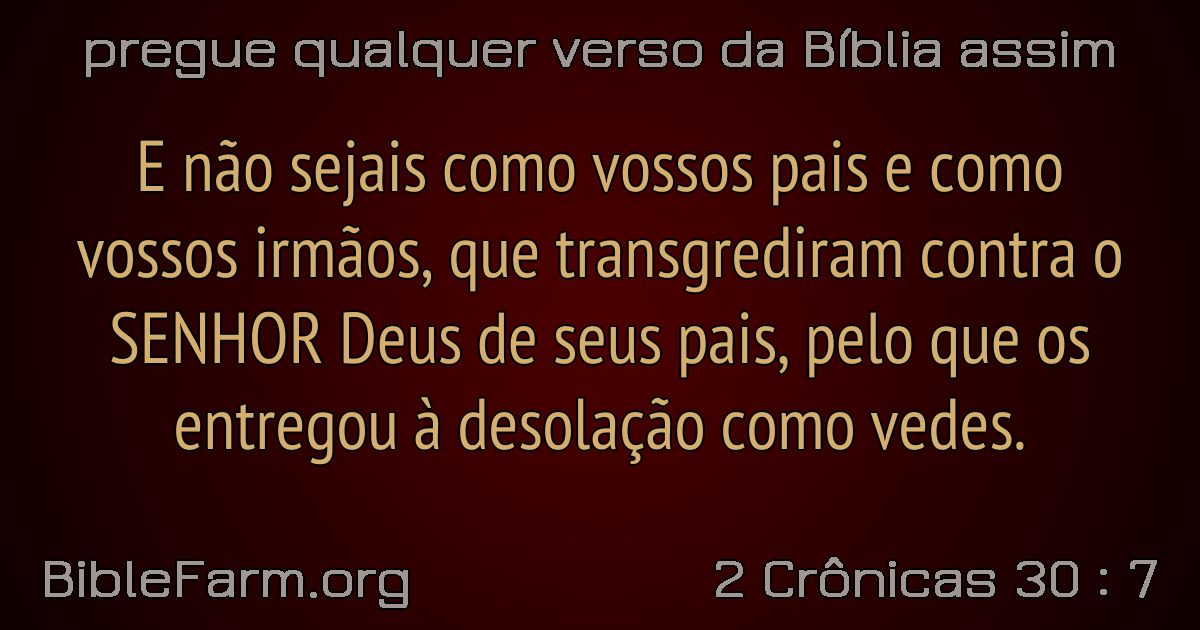 pregue qualquer verso da Bíblia assim
E não sejais como vossos pais e como
vossos irmãos, que transgrediram contra o
SENHOR Deus de seus pais, pelo que os
entregou à desolação como vedes.
BibleFarm.org
2 Crônicas 30 : 7